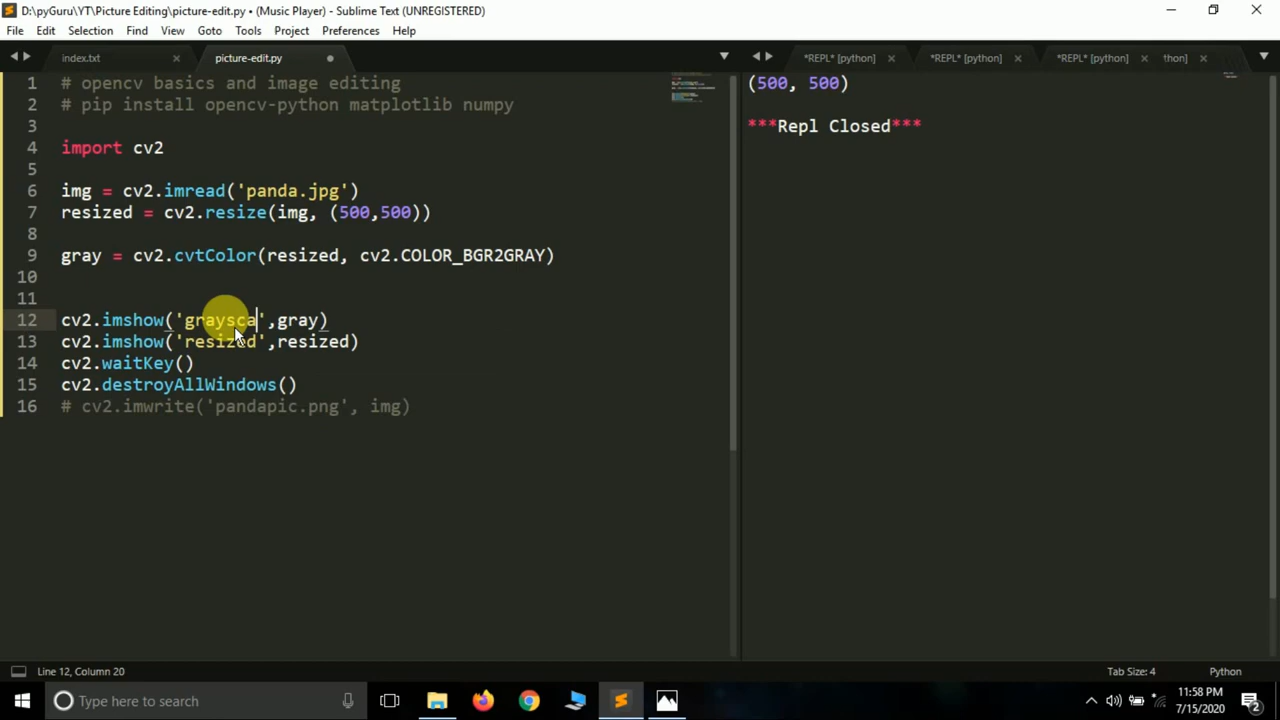 D:\pyGuru\YT\Picture Editing\picture-edit.py • (Music Player) - Sublime Text (UNREGISTERED)
File Edit Selection Find View Goto Tools Project Preferences Help
index.txt picture-edit.py *REPL* [python] *REPL* [python] *REPL* [python] thon]
1 # opencv basics and image editing
2 # pip install opencv-python matplotlib numpy
3
4 import cv2
5
6 img = cv2.imread('panda.jpg')
7 resized = cv2.resize(img, (500,500))
8
9 gray = cv2.cvtColor(resized, cv2.COLOR_BGR2GRAY)
10
11
12 cv2.imshow('graysca',gray)
13 cv2.imshow('resized',resized)
14 cv2.waitKey()
15 cv2.destroyAllWindows()
16 # cv2.imwrite('pandapic.png', img)
(500, 500)
***Repl Closed***
Line 12, Column 20 Tab Size: 4 Python
Type here to search
11:58 PM
7/15/2020
2